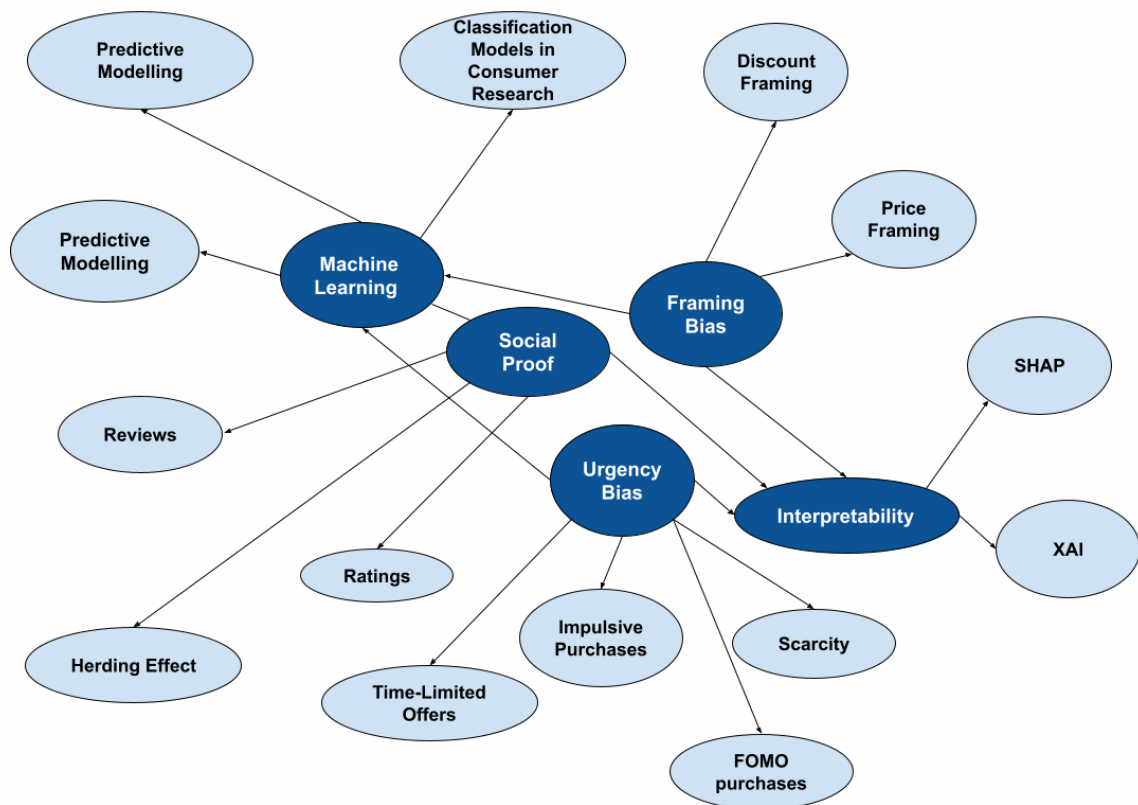 Predictive
Modelling
Classification
Models in
Consumer
Research
Discount
Framing
Price
Framing
Predictive
Modelling
Machine
Learning
Framing
Bias
Social
Proof
SHAP
Reviews
Urgency
Bias
Interpretability
XAI
Ratings
Impulsive
Purchases
Scarcity
Herding Effect
Time-Limited
Offers
FOMO
purchases